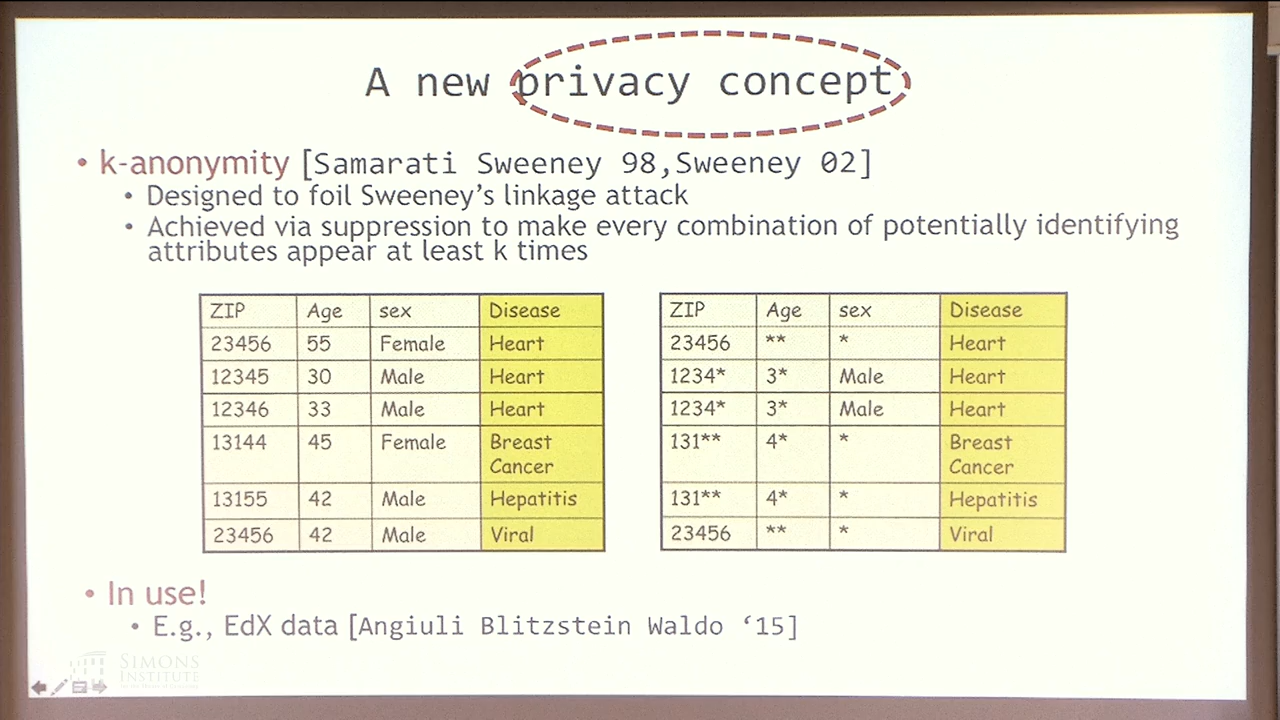 A new privacy concept
• k-anonymity [Samarati Sweeney 98,Sweeney 02]
• Designed to foil Sweeney's linkage attack
• Achieved via suppression to make every combination of potentially identifying
attributes appear at least k times
ZIP Age sex Disease
23456 55 Female Heart
12345 30 Male Heart
12346 33 Male Heart
13144 45 Female Breast
Cancer
13155 42 Male Hepatitis
23456 42 Male Viral
ZIP Age sex Disease
23456 ** * Heart
1234* 3* Male Heart
1234* 3* Male Heart
131** 4* * Breast
Cancer
131** 4* * Hepatitis
23456 ** * Viral
• In use!
• E.g., EdX data [Angiuli Blitzstein Waldo ‘15]
SIMONS
INSTITUTE